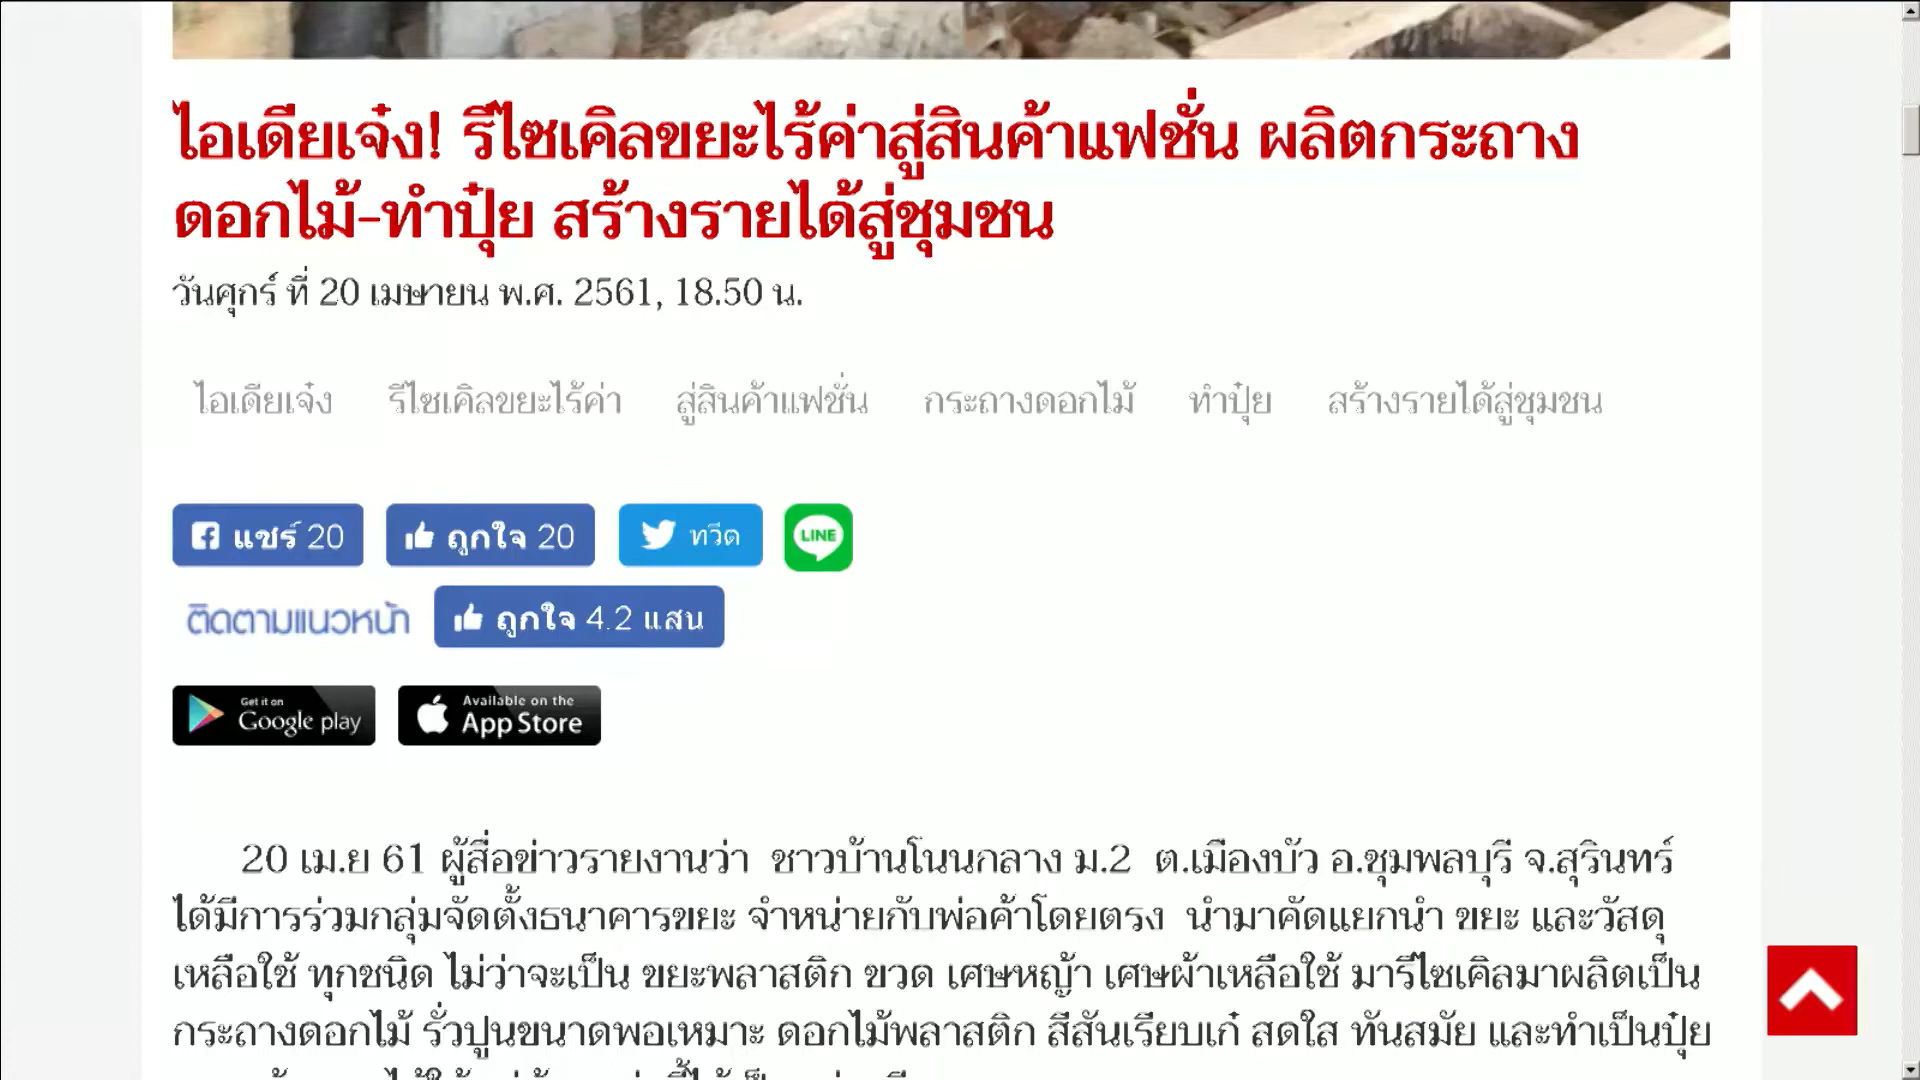 ไอเดียเจ๋ง! รีไซเคิลขยะไร้ค่าสู่สินค้าแฟชั่น ผลิตกระถาง
ดอกไม้-ทำปุ๋ย สร้างรายได้สู่ชุมชน
วันศุกร์ ที่ 20 เมษายน พ.ศ. 2561, 18.50 น.
ไอเดียเจ๋ง รีไซเคิลขยะไร้ค่า สู่สินค้าแฟชั่น กระถางดอกไม้ ทำปุ๋ย สร้างรายได้สู่ชุมชน
แชร์ 20 ถูกใจ 20 ทวีต LINE
ติดตามแนวหน้า ถูกใจ 4.2 แสน
Get it on Google play Available on the App Store
20 เม.ย 61 ผู้สื่อข่าวรายงานว่า ชาวบ้านโนนกลาง ม.2 ต.เมืองบัว อ.ชุมพลบุรี จ.สุรินทร์
ได้มีการร่วมกลุ่มจัดตั้งธนาคารขยะ จำหน่ายกับพ่อค้าโดยตรง นำมาคัดแยกนำ ขยะ และวัสดุ
เหลือใช้ ทุกชนิด ไม่ว่าจะเป็น ขยะพลาสติก ขวด เศษหญ้า เศษผ้าเหลือใช้ มารีไซเคิลมาผลิตเป็น
กระถางดอกไม้ รั่วปูนขนาดพอเหมาะ ดอกไม้พลาสติก สีสันเรียบเก๋ สดใส ทันสมัย และทำเป็นปุ๋ย